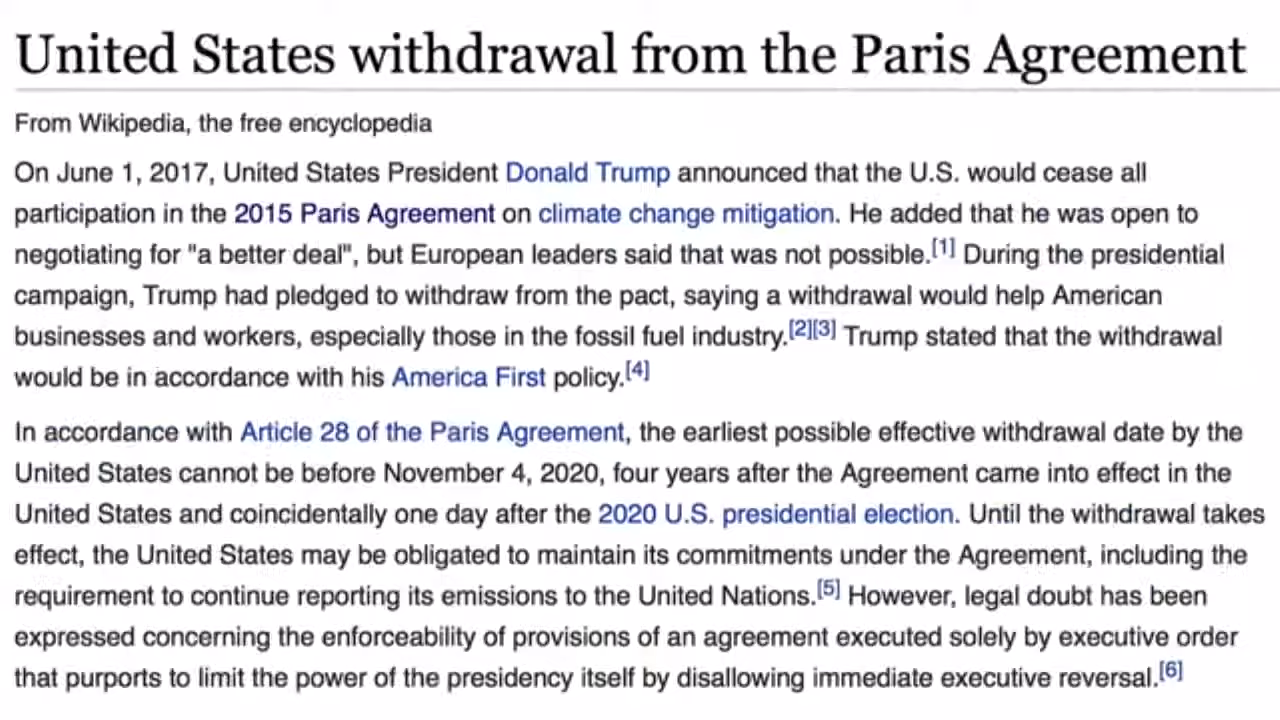 United States withdrawal from the Paris Agreement
From Wikipedia, the free encyclopedia
On June 1, 2017, United States President Donald Trump announced that the U.S. would cease all
participation in the 2015 Paris Agreement on climate change mitigation. He added that he was open to
negotiating for "a better deal", but European leaders said that was not possible.[1] During the presidential
campaign, Trump had pledged to withdraw from the pact, saying a withdrawal would help American
businesses and workers, especially those in the fossil fuel industry.[2][3] Trump stated that the withdrawal
would be in accordance with his America First policy.[4]
In accordance with Article 28 of the Paris Agreement, the earliest possible effective withdrawal date by the
United States cannot be before November 4, 2020, four years after the Agreement came into effect in the
United States and coincidentally one day after the 2020 U.S. presidential election. Until the withdrawal takes
effect, the United States may be obligated to maintain its commitments under the Agreement, including the
requirement to continue reporting its emissions to the United Nations.[5] However, legal doubt has been
expressed concerning the enforceability of provisions of an agreement executed solely by executive order
that purports to limit the power of the presidency itself by disallowing immediate executive reversal.[6]